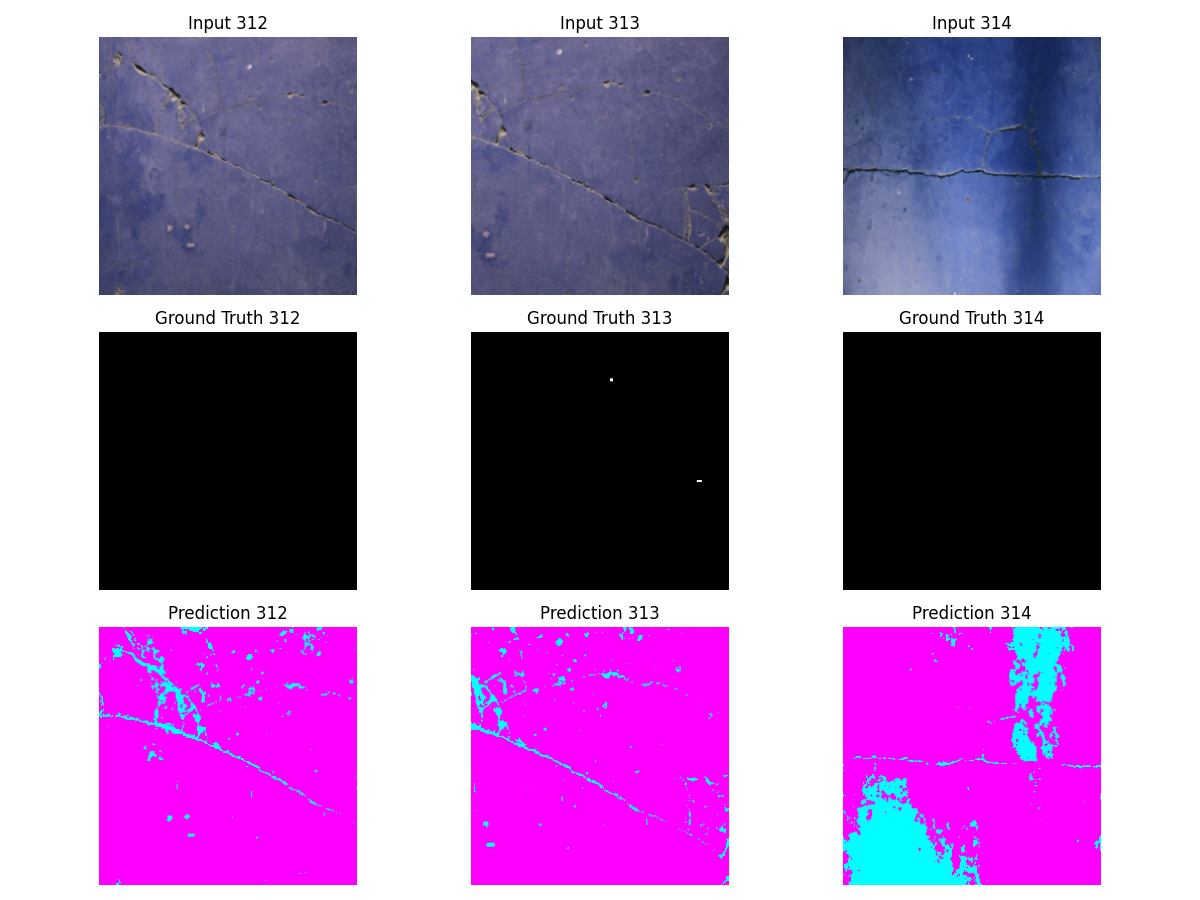 Input 312
Input 313
Input 314
Ground Truth 312
Ground Truth 313
Ground Truth 314
Prediction 312
Prediction 313
Prediction 314